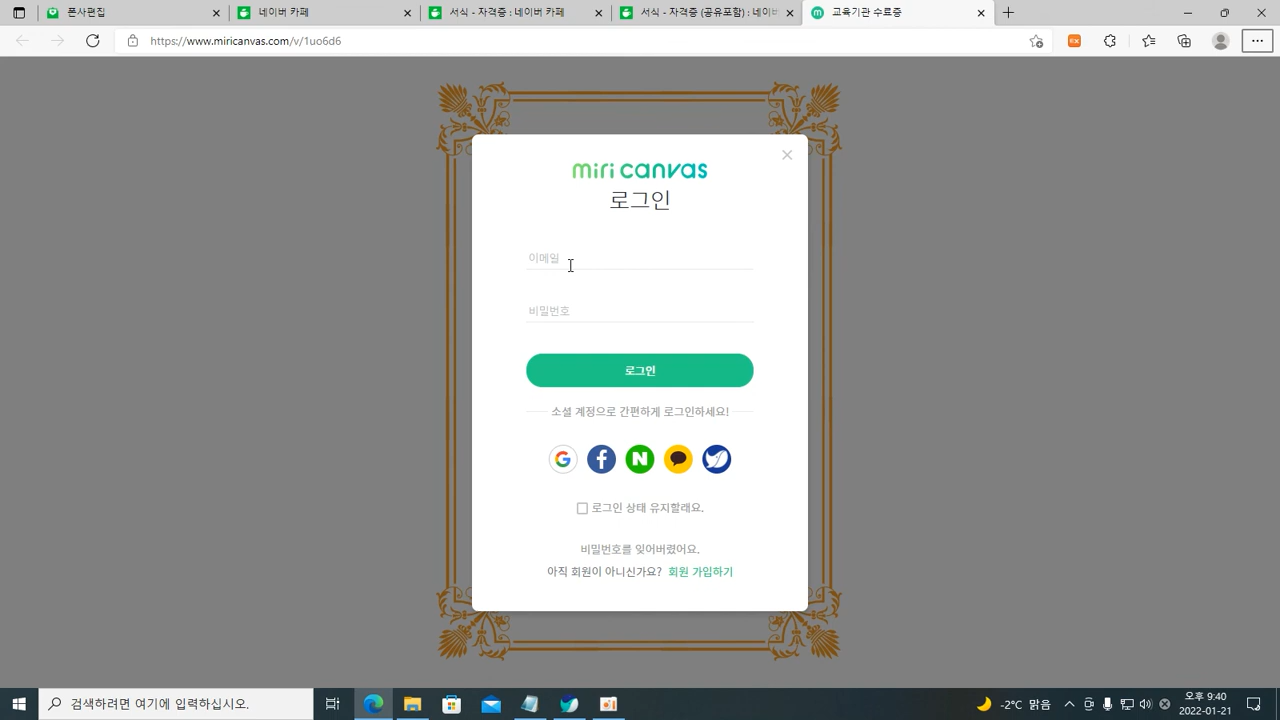 폰사편집
네이버 카페
서식 - 자격증 : 네이버 카페
서식 - 자격증 (공유포함) : 네이버
교육기관 수료증
https://www.miricanvas.com/v/1uo6d6
miri canvas
로그인
이메일
비밀번호
로그인
소셜 계정으로 간편하게 로그인하세요!
로그인 상태 유지할래요.
비밀번호를 잊어버렸어요.
아직 회원이 아니신가요? 회원 가입하기
검색하려면 여기에 입력하십시오.
-2°C 맑음
오후 9:40
2022-01-21